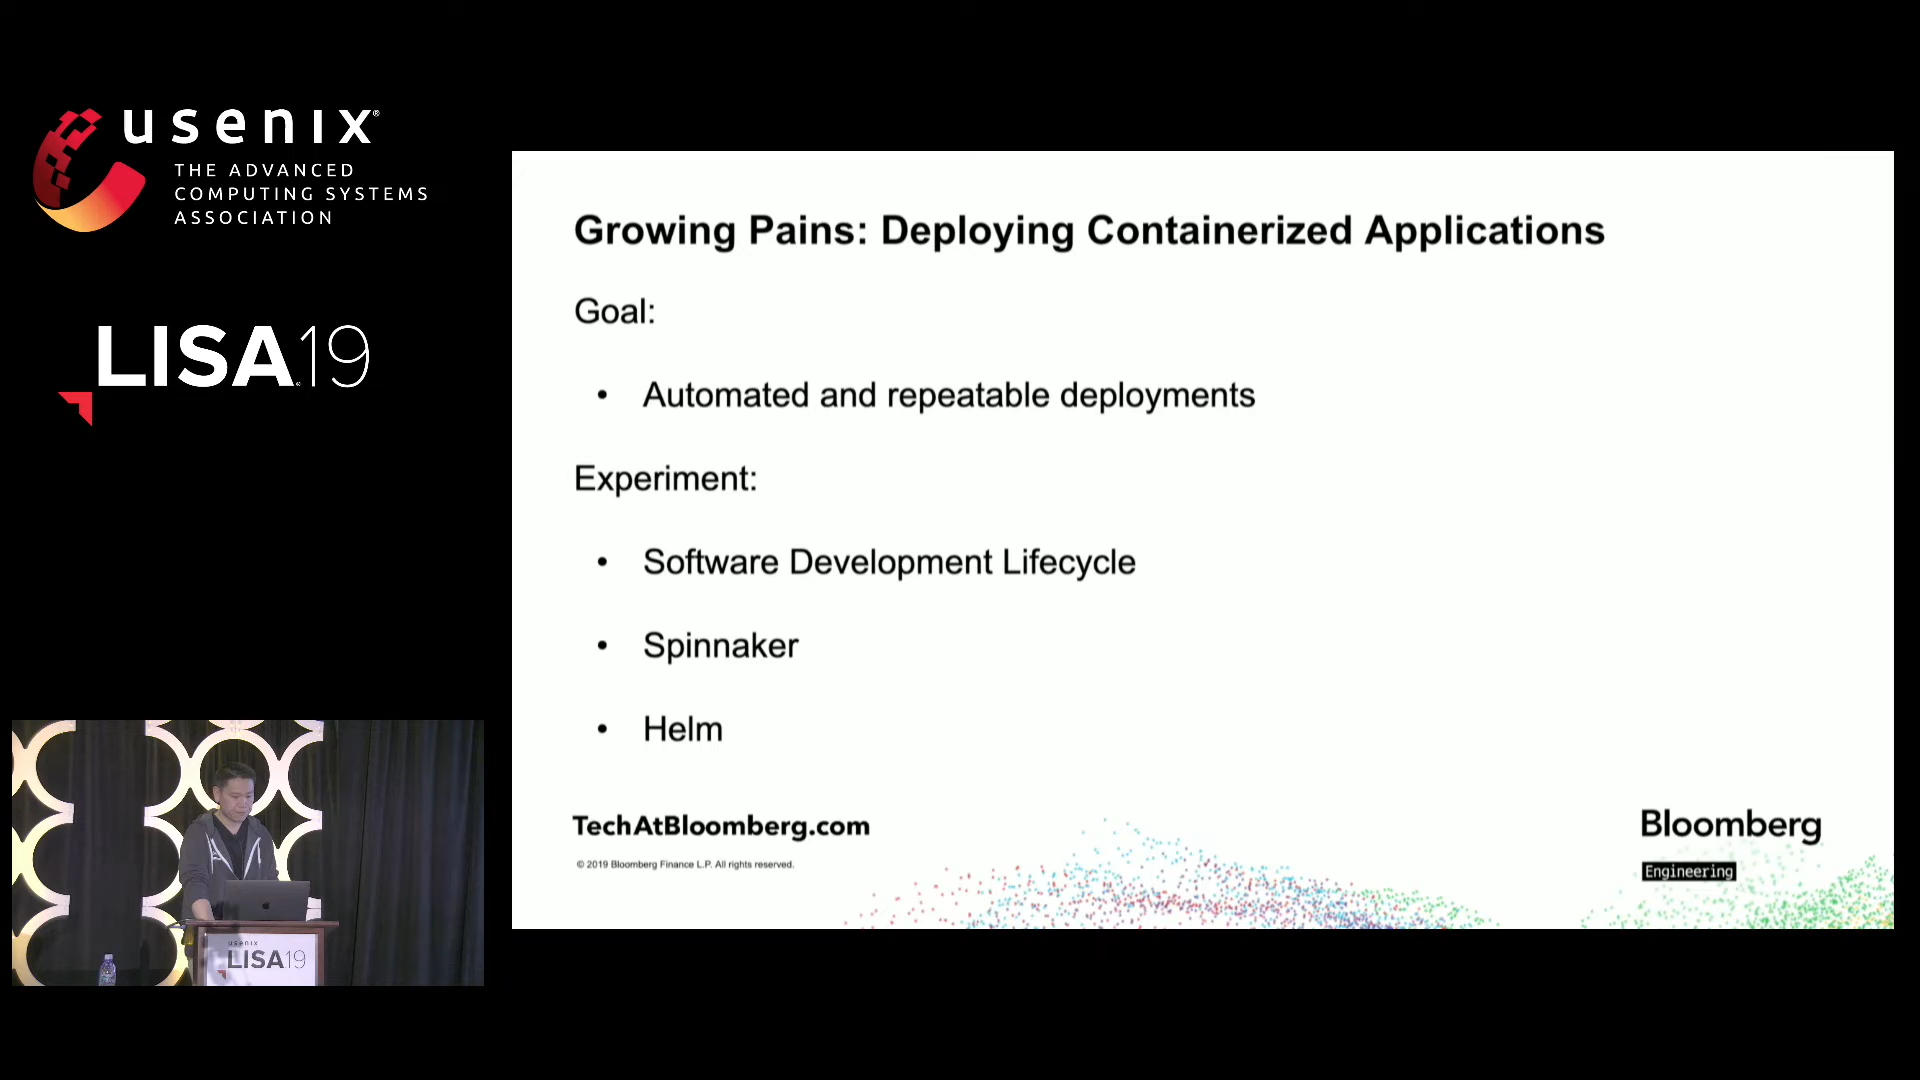 usenix®
THE ADVANCED
COMPUTING SYSTEMS
ASSOCIATION
LISA19
Growing Pains: Deploying Containerized Applications
Goal:
• Automated and repeatable deployments
Experiment:
• Software Development Lifecycle
• Spinnaker
• Helm
TechAtBloomberg.com
© 2019 Bloomberg Finance L.P. All rights reserved.
Bloomberg
Engineering
usenix
LISA19